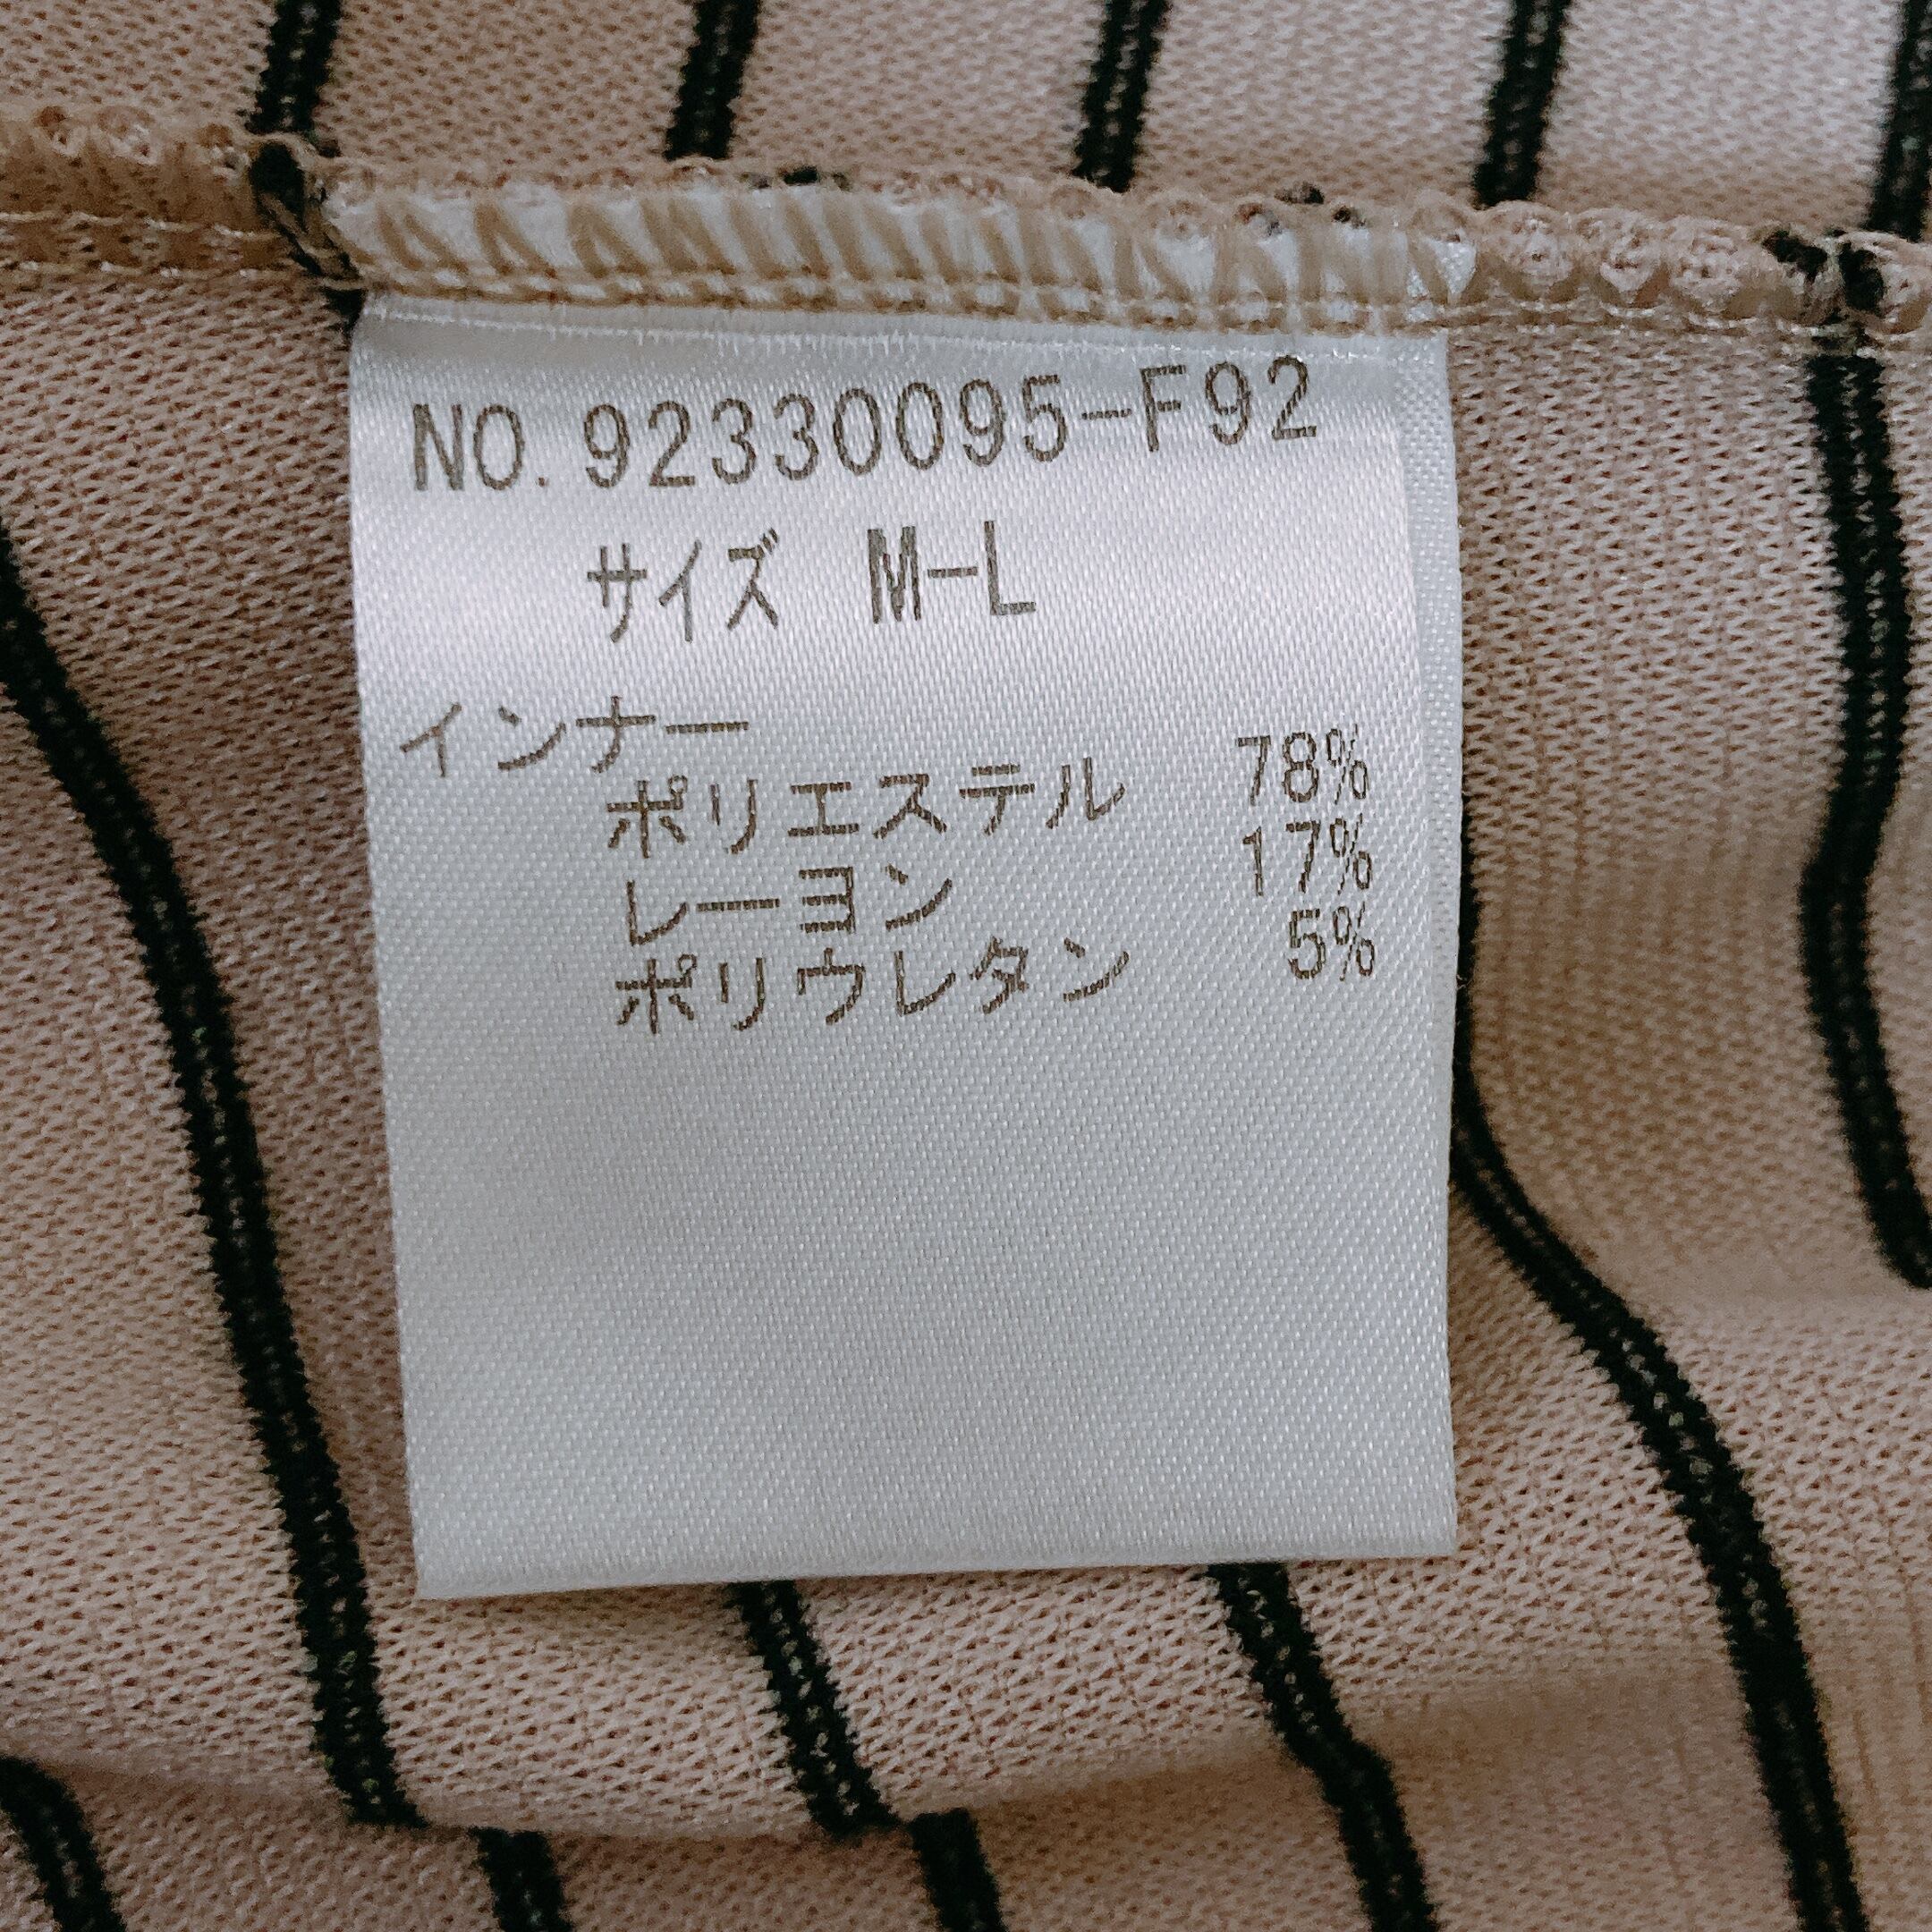 NO. 92330095-F92
サイズ M-L
インナー
ポリエステル 78%
レーヨン 17%
ポリウレタン 5%